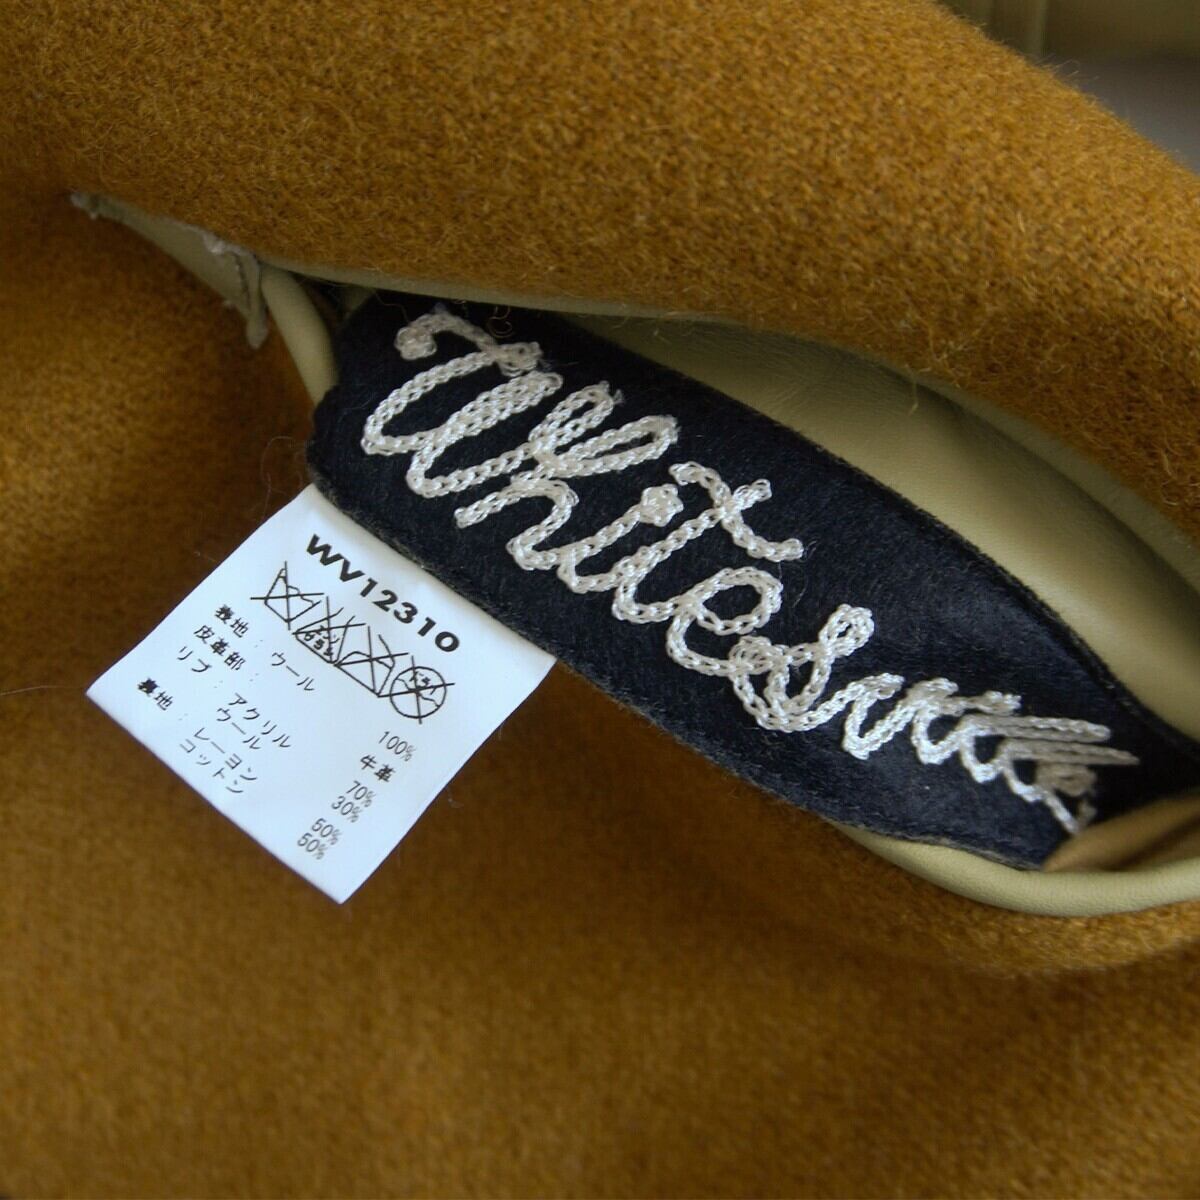 Whitesville
WV12310
表地：ウール 100%
皮革部： 牛革
リブ：アクリル 70%
ウール 30%
裏地：レーヨン 50%
コットン 50%